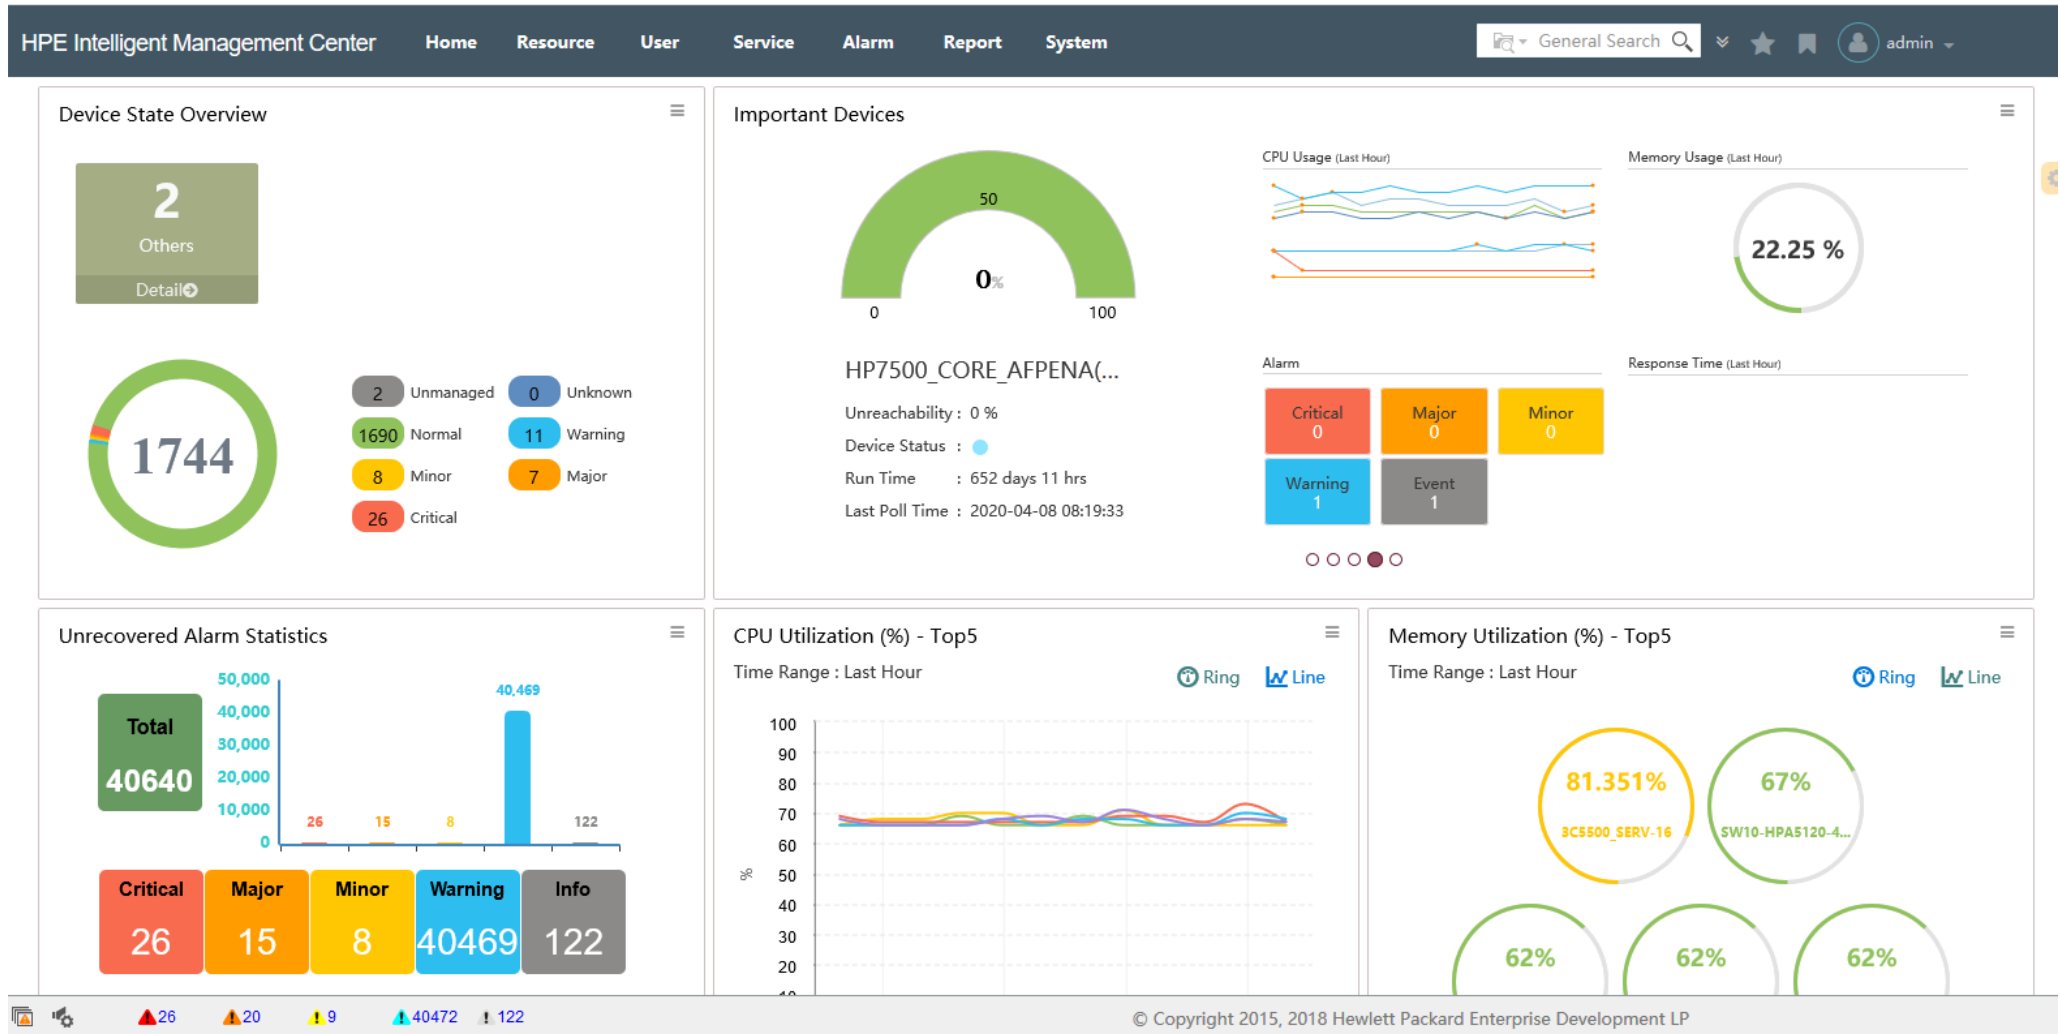 HPE Intelligent Management Center
Home Resource User Service Alarm Report System
General Search
admin
Device State Overview
2
Others
Detail
1744
2 Unmanaged
0 Unknown
1690 Normal
11 Warning
8 Minor
7 Major
26 Critical
Important Devices
50
0%
0
100
HP7500_CORE_AFPENA(...
Unreachability : 0 %
Device Status :
Run Time : 652 days 11 hrs
Last Poll Time : 2020-04-08 08:19:33
CPU Usage (Last Hour)
Memory Usage (Last Hour)
22.25 %
Alarm
Critical
0
Major
0
Minor
0
Warning
1
Event
1
Response Time (Last Hour)
Unrecovered Alarm Statistics
Total
40640
50,000
40,000
30,000
20,000
10,000
0
26
15
8
40,469
122
Critical
26
Major
15
Minor
8
Warning
40469
Info
122
CPU Utilization (%) - Top5
Time Range : Last Hour
Ring
Line
100
90
80
70
60
50
40
30
20
10
%
Memory Utilization (%) - Top5
Time Range : Last Hour
Ring
Line
81.351%
3C5500_SERV-16
67%
SW10-HPA5120-4...
62%
62%
62%
26 20 9 40472 122
© Copyright 2015, 2018 Hewlett Packard Enterprise Development LP